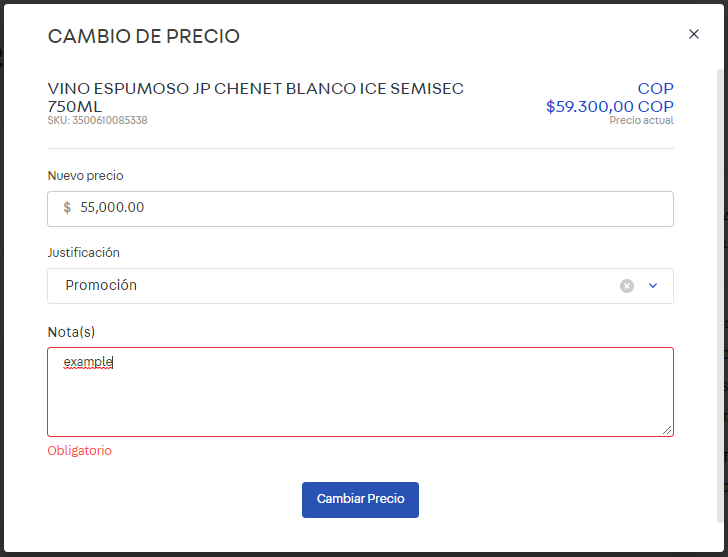 CAMBIO DE PRECIO
VINO ESPUMOSO JP CHENET BLANCO ICE SEMISEC
750ML
SKU: 3500610085338
COP
$59.300,00 COP
Precio actual
Nuevo precio
$ 55,000.00
Justificación
Promoción
Nota(s)
example
Obligatorio
Cambiar Precio